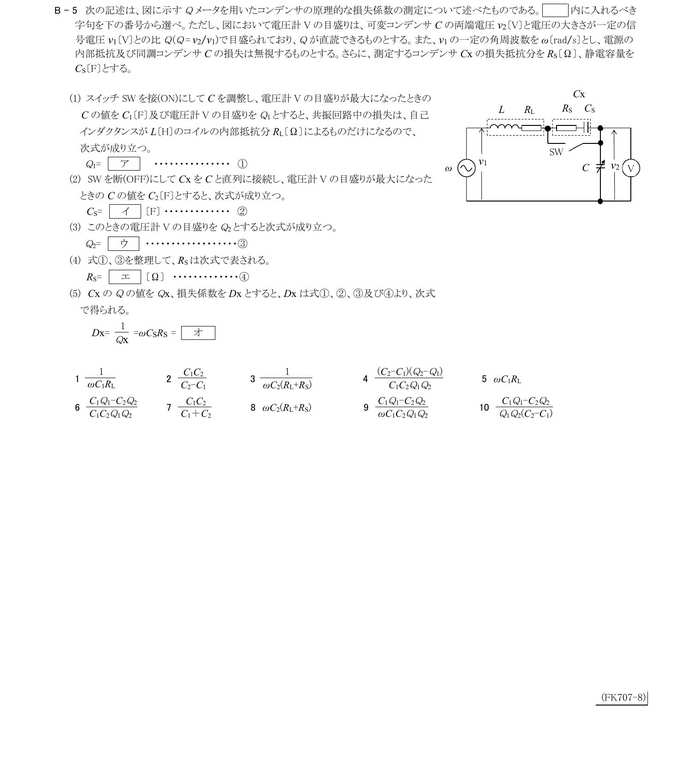 B－5 次の記述は、図に示す Qメータを用いたコンデンサの原理的な損失係数の測定について述べたものである。 内に入れるべき
字句を下の番号から選べ。ただし、図において電圧計 V の目盛りは、可変コンデンサ C の両端電圧 v2〔V〕と電圧の大きさが一定の信
号電圧 v1〔V〕との比 Q(Q=v2/v1)で目盛られており、Q が直読できるものとする。また、v1 の一定の角周波数を ω〔rad/s〕とし、電源の
内部抵抗及び同調コンデンサ C の損失は無視するものとする。さらに、測定するコンデンサ CX の損失抵抗分を RS〔Ω〕、静電容量を
CS〔F〕とする。
(1) スイッチ SW を接(ON)にして C を調整し、電圧計 V の目盛りが最大になったときの
C の値を C1〔F〕及び電圧計 V の目盛りを Q1 とすると、共振回路中の損失は、自己
インダクタンスが L〔H〕のコイルの内部抵抗分 RL〔Ω〕によるものだけになるので、
次式が成り立つ。
Q1= ア ・・・・・・・・・・・・・・・ ①
(2) SW を断(OFF)にして CX を C と直列に接続し、電圧計 V の目盛りが最大になった
ときの C の値を C2〔F〕とすると、次式が成り立つ。
CS= イ 〔F〕・・・・・・・・・・・・・ ②
(3) このときの電圧計 V の目盛りを Q2 とすると次式が成り立つ。
Q2= ウ ・・・・・・・・・・・・・・・・・・③
(4) 式①、③を整理して、RS は次式で表される。
RS= エ 〔Ω〕 ・・・・・・・・・・・・・④
(5) CX の Q の値を QX、損失係数を DX とすると、DX は式①、②、③及び④より、次式
で得られる。
DX= 1/QX =ωCSRS = オ
L RL CX RS CS
SW
ω v1 C v2 V
1 1/ωC1RL 2 C1C2/C2−C1 3 1/ωC2(RL+RS) 4 (C2−C1)(Q2−Q1)/C1C2Q1Q2 5 ωC1RL
6 C1Q1−C2Q2/C1C2Q1Q2 7 C1C2/C1＋C2 8 ωC2(RL+RS) 9 C1Q1−C2Q2/ωC1C2Q1Q2 10 C1Q1−C2Q2/Q1Q2(C2−C1)
(FK707-8)